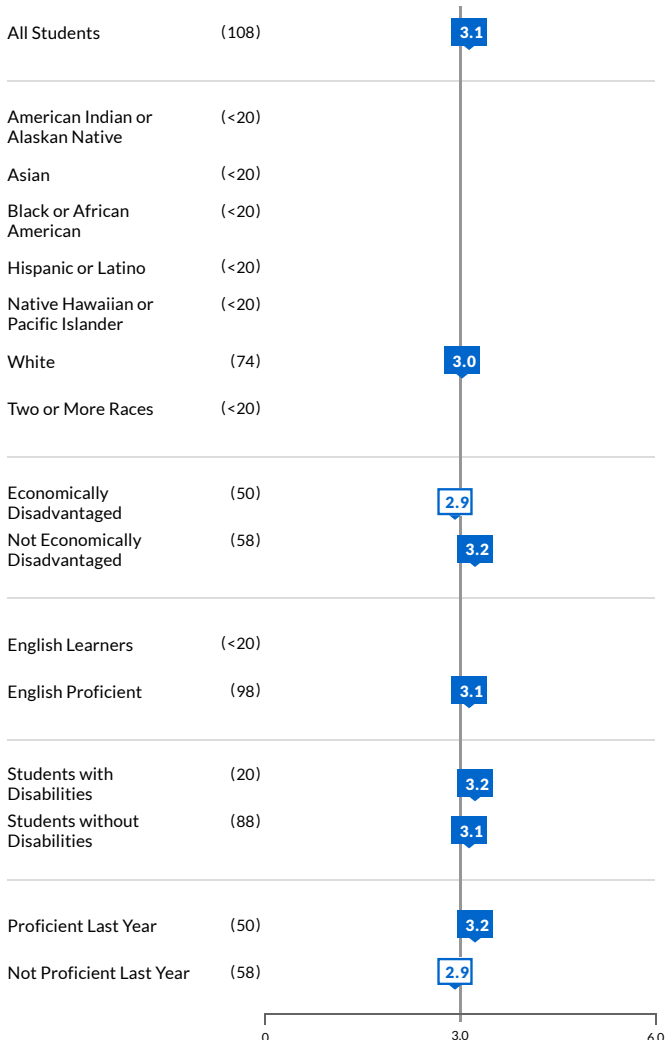 All Students (108) 3.1
American Indian or (<20)
Alaskan Native
Asian (<20)
Black or African (<20)
American
Hispanic or Latino (<20)
Native Hawaiian or (<20)
Pacific Islander
White (74) 3.0
Two or More Races (<20)
Economically (50) 2.9
Disadvantaged
Not Economically (58) 3.2
Disadvantaged
English Learners (<20)
English Proficient (98) 3.1
Students with (20) 3.2
Disabilities
Students without (88) 3.1
Disabilities
Proficient Last Year (50) 3.2
Not Proficient Last Year (58) 2.9
0 3.0 6.0